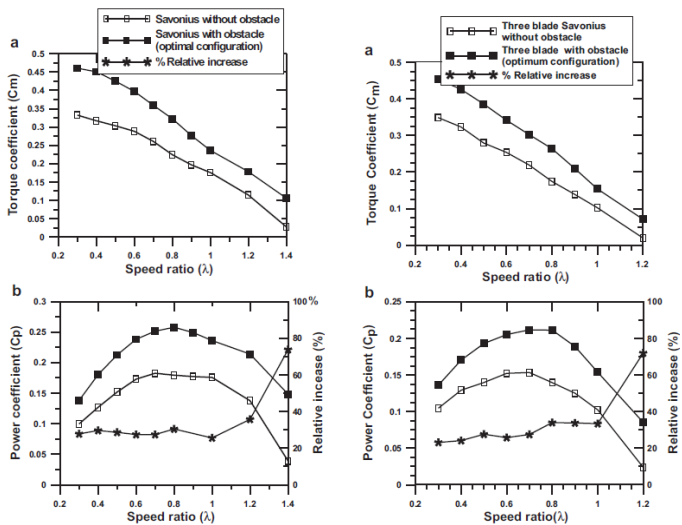 Savonius without obstacle
Savonius with obstacle
(optimal configuration)
% Relative increase
a
0.5
0.45
0.4
0.35
0.3
0.25
0.2
0.15
0.1
0.05
0
Torque coefficient (Cm)
0.2 0.4 0.6 0.8 1 1.2 1.4
Speed ratio (λ)
Three blade Savonius
without obstacle
Three blade with obstacle
(optimum configuration)
% Relative increase
a
0.5
0.4
0.3
0.2
0.1
0
Torque Coefficient (Cm)
0.2 0.4 0.6 0.8 1 1.2
Speed ratio (λ)
b
0.3
0.25
0.2
0.15
0.1
0.05
0
Power coefficient (Cp)
100%
80
60
40
20
0
Relative incease (%)
0.2 0.4 0.6 0.8 1 1.2 1.4
Speed ratio (λ)
b
0.25
0.2
0.15
0.1
0.05
0
Power Coefficient (Cp)
100
80
60
40
20
0
Relative increase (%)
0.2 0.4 0.6 0.8 1 1.2
Speed ratio(λ)